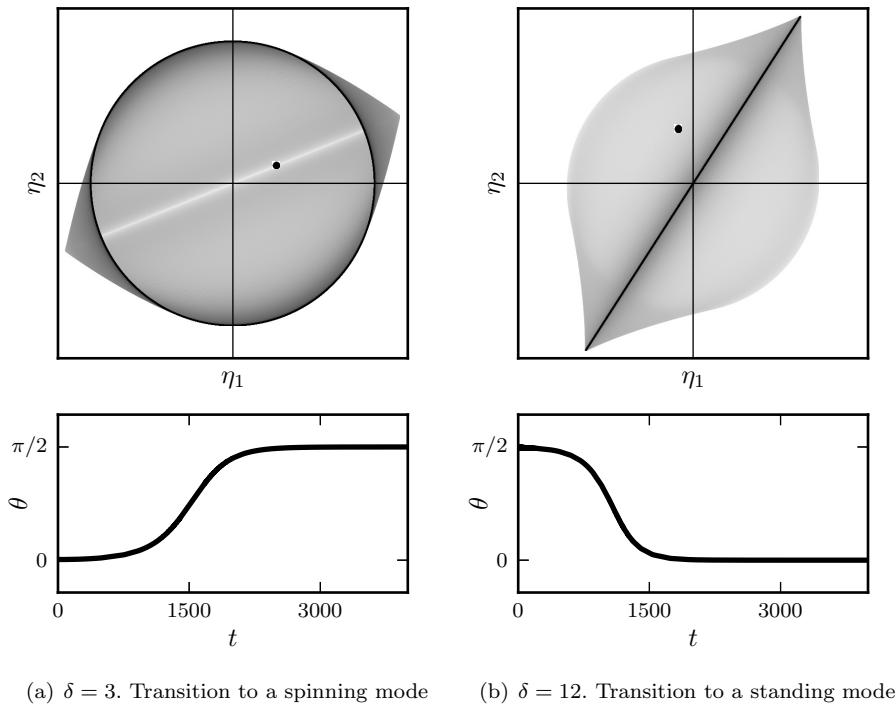 η₂
η₁
η₂
η₁
π/2
θ
0
0
1500
3000
t
π/2
θ
0
0
1500
3000
t
(a) δ = 3. Transition to a spinning mode
(b) δ = 12. Transition to a standing mode